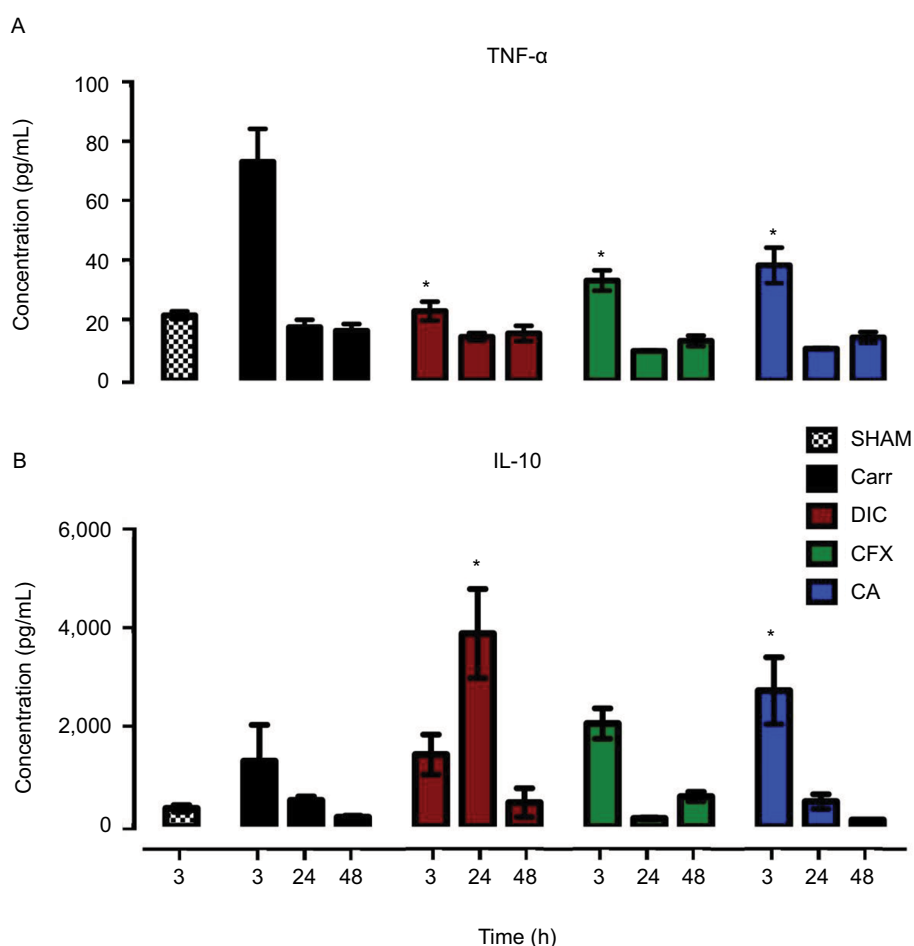 A
TNF-α
Concentration (pg/mL)
100
80
60
40
20
0
*
*
*
SHAM
Carr
DIC
CFX
CA
B
IL-10
Concentration (pg/mL)
6,000
4,000
2,000
0
*
*
3 3 24 48 3 24 48 3 24 48 3 24 48
Time (h)